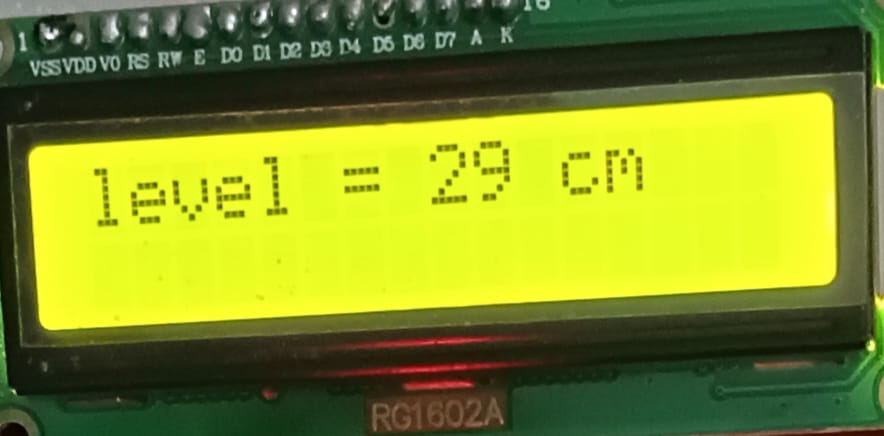 16
1
VSS VDD V0 RS RW E D0 D1 D2 D3 D4 D5 D6 D7 A K
level = 29 cm
RG1602A